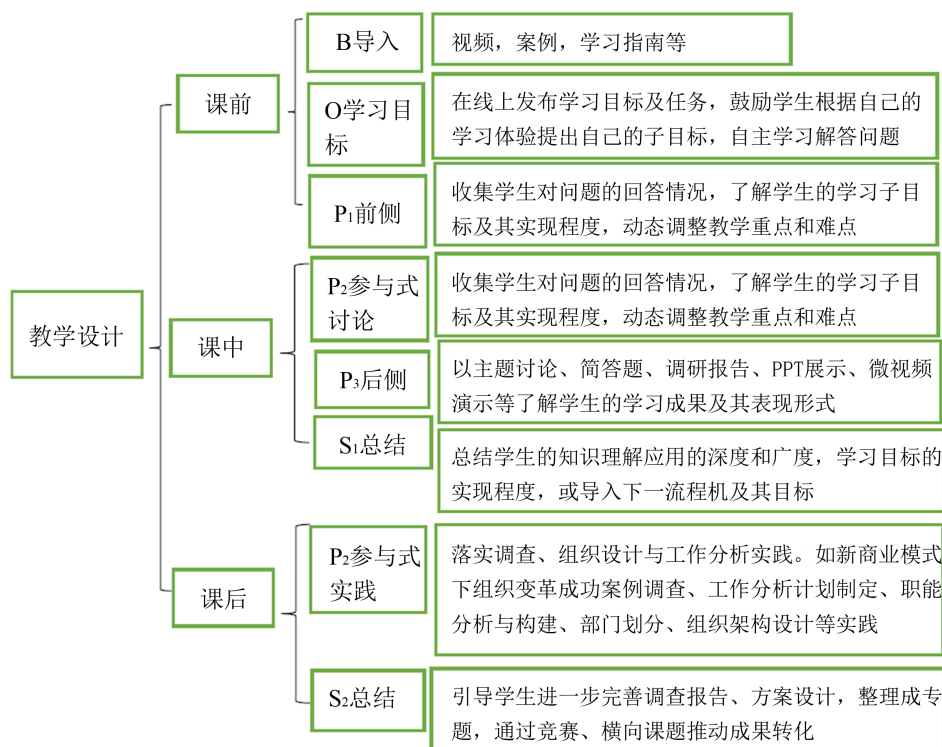 教学设计
课前
B导入
视频，案例，学习指南等
O学习目
标
在线上发布学习目标及任务，鼓励学生根据自己的
学习体验提出自己的子目标，自主学习解答问题
P₁前侧
收集学生对问题的回答情况，了解学生的学习子目
标及其实现程度，动态调整教学重点和难点
课中
P₂参与式
讨论
收集学生对问题的回答情况，了解学生的学习子目
标及其实现程度，动态调整教学重点和难点
P₃后侧
以主题讨论、简答题、调研报告、PPT展示、微视频
演示等了解学生的学习成果及其表现形式
S₁总结
总结学生的知识理解应用的深度和广度，学习目标的
实现程度，或导入下一流程机及其目标
课后
P₂参与式
实践
落实调查、组织设计与工作分析实践。如新商业模式
下组织变革成功案例调查、工作分析计划制定、职能
分析与构建、部门划分、组织架构设计等实践
S₂总结
引导学生进一步完善调查报告、方案设计，整理成专
题，通过竞赛、横向课题推动成果转化